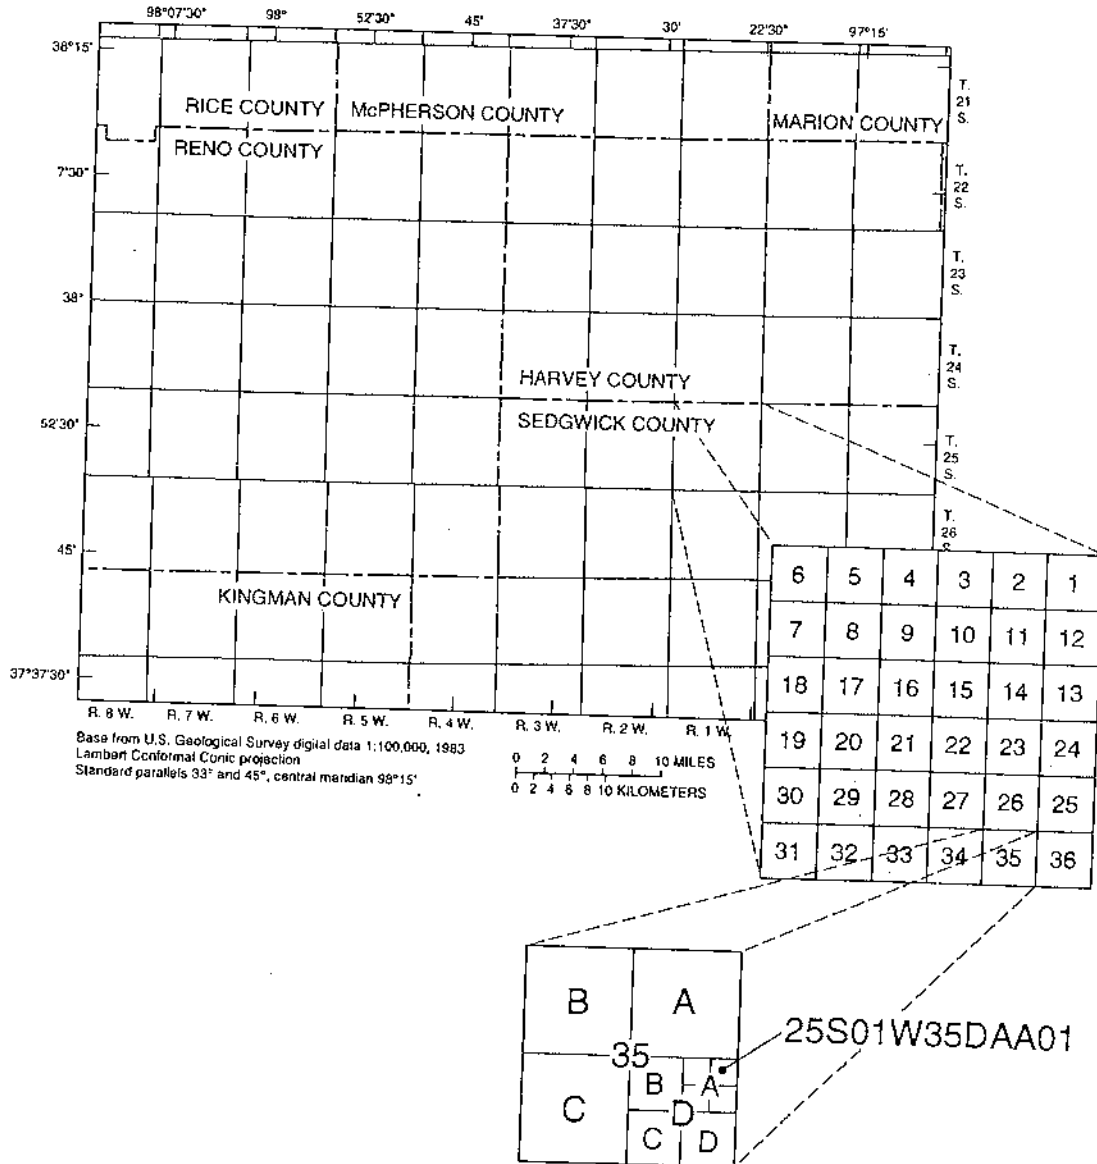 98°07'30" 98° 52'30" 45' 37'30" 30' 22'30" 97°15'
38°15'
T.
21
S.
RICE COUNTY McPHERSON COUNTY
MARION COUNTY
RENO COUNTY
7'30"
T.
22
S.
T.
23
S.
38°
T.
24
S.
HARVEY COUNTY
SEDGWICK COUNTY
52'30"
T.
25
S.
T.
26
S.
45'
KINGMAN COUNTY
37°37'30"
R. 8 W. R. 7 W. R. 6 W. R. 5 W. R. 4 W. R. 3 W. R. 2 W. R. 1 W.
Base from U.S. Geological Survey digital data 1:100,000, 1983
Lambert Conformal Conic projection
Standard parallels 33° and 45°, central meridian 98°15'
0 2 4 6 8 10 MILES
0 2 4 6 8 10 KILOMETERS
6 5 4 3 2 1
7 8 9 10 11 12
18 17 16 15 14 13
19 20 21 22 23 24
30 29 28 27 26 25
31 32 33 34 35 36
B A
35
25S01W35DAA01
B A
C D
C D